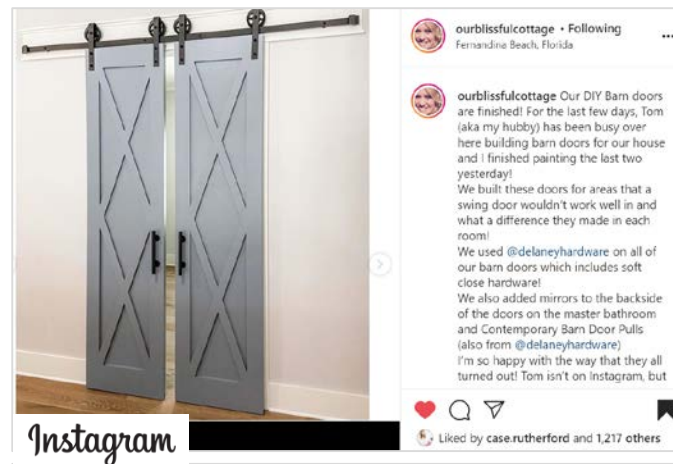 ourblissfulcottage • Following
Fernandina Beach, Florida
ourblissfulcottage Our DIY Barn doors
are finished! For the last few days, Tom
(aka my hubby) has been busy over
here building barn doors for our house
and I finished painting the last two
yesterday!
We built these doors for areas that a
swing door wouldn't work well in and
what a difference they made in each
room!
We used @delaneyhardware on all of
our barn doors which includes soft
close hardware!
We also added mirrors to the backside
of the doors on the master bathroom
and Contemporary Barn Door Pulls
(also from @delaneyhardware)
I'm so happy with the way that they all
turned out! Tom isn't on Instagram, but
Liked by case.rutherford and 1,217 others
Instagram